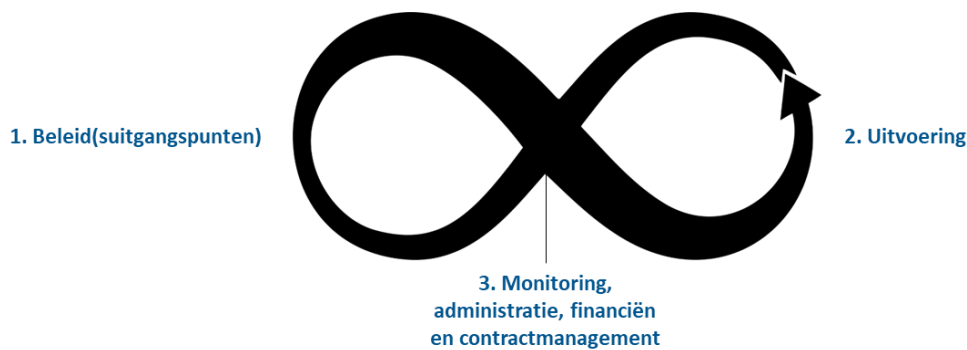 1. Beleid(suitgangspunten)
2. Uitvoering
3. Monitoring,
administratie, financiën
en contractmanagement